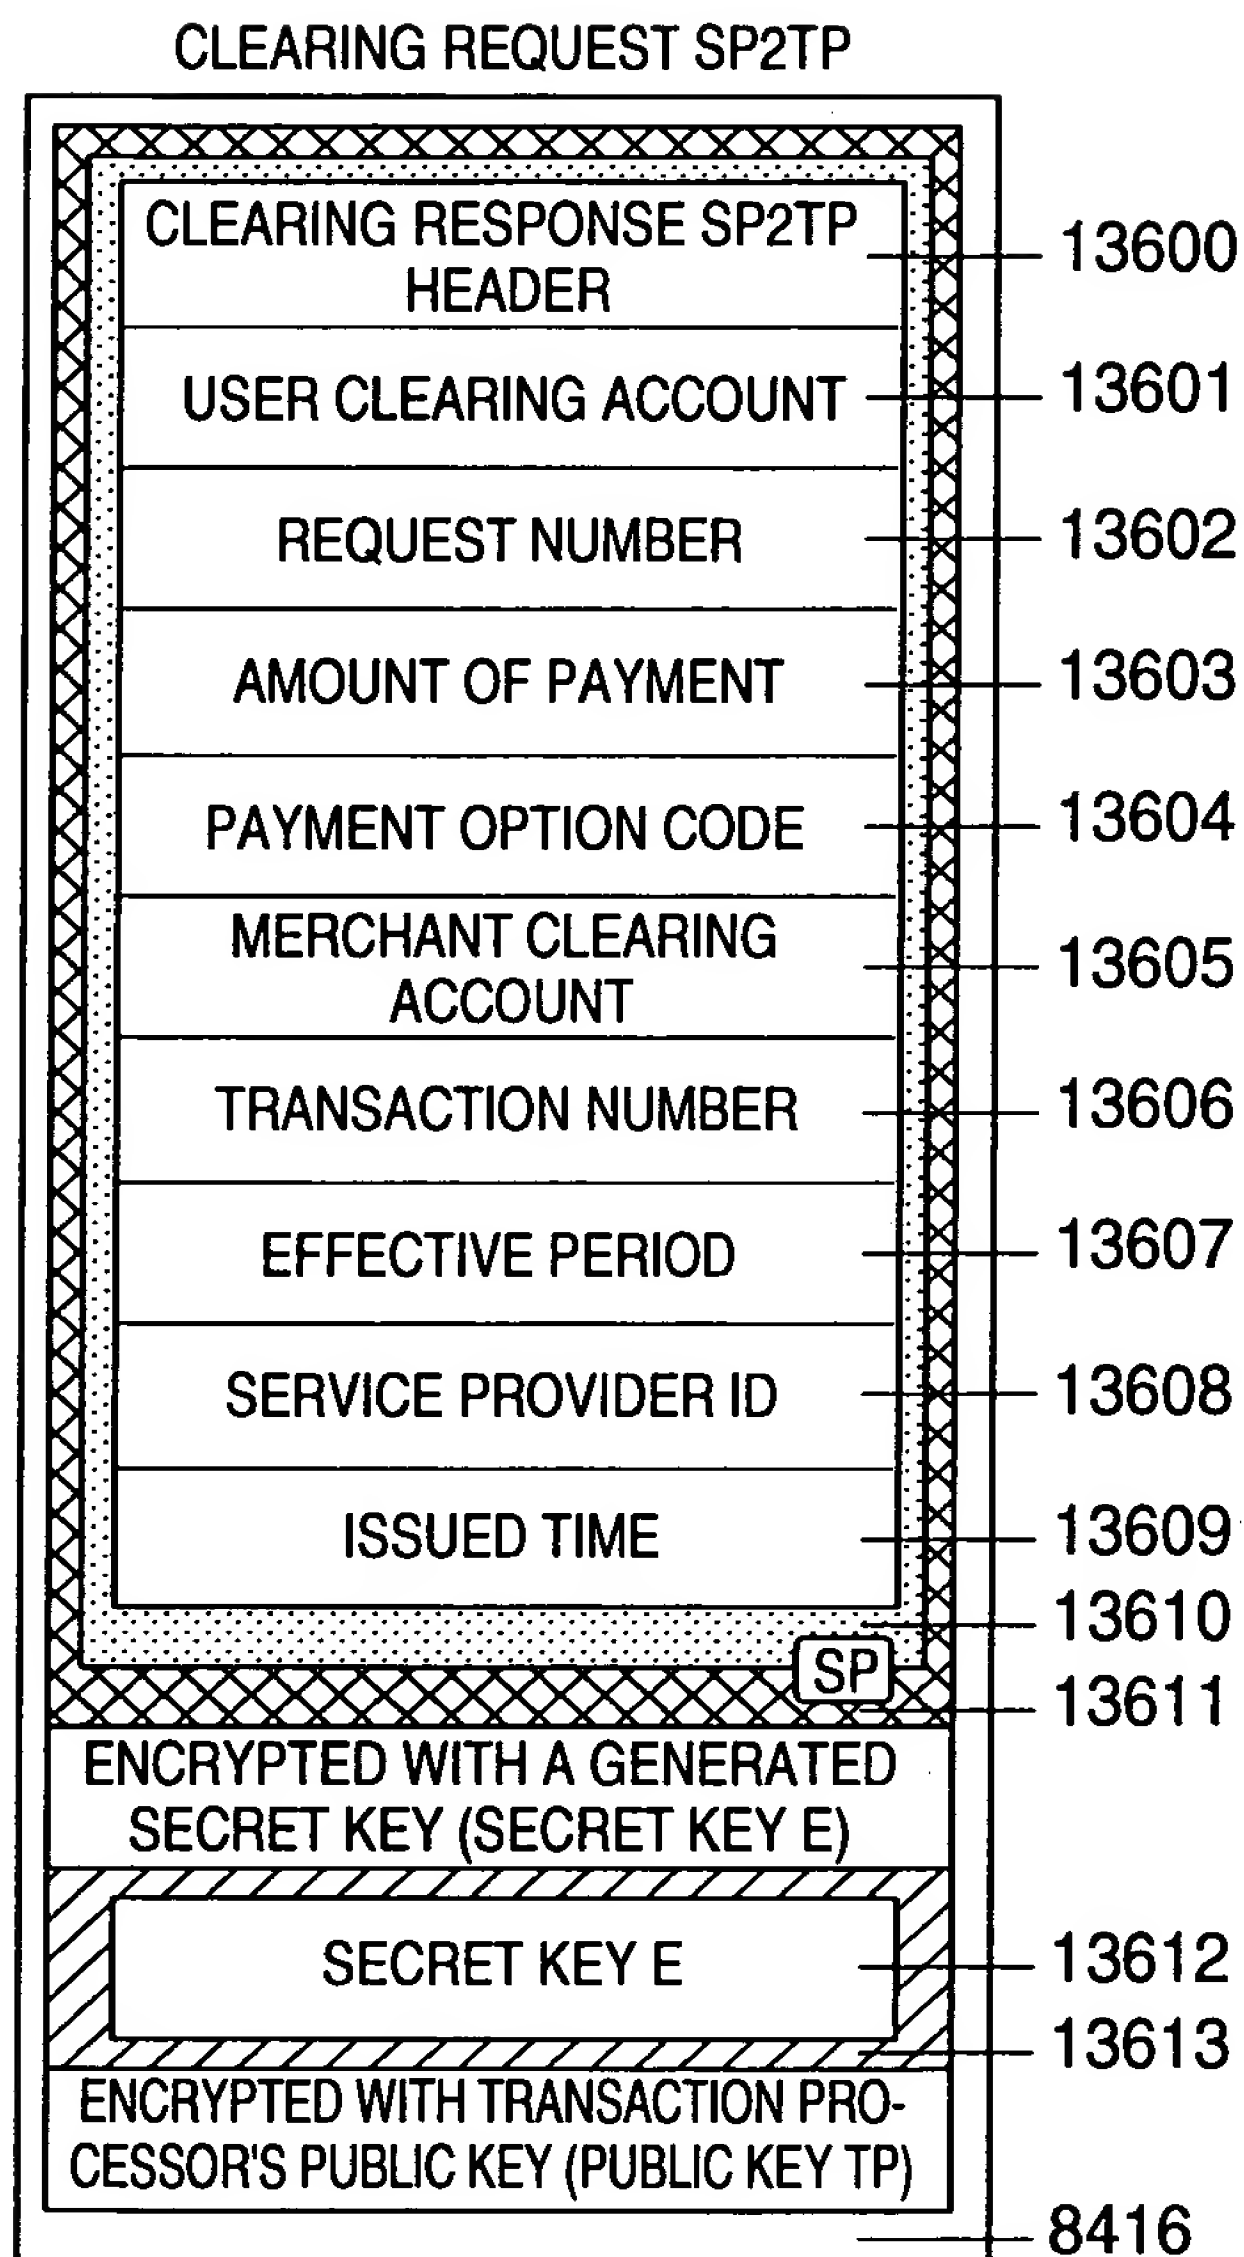 CLEARING REQUEST SP2TP
CLEARING RESPONSE SP2TP
HEADER
13600
USER CLEARING ACCOUNT
13601
REQUEST NUMBER
13602
AMOUNT OF PAYMENT
13603
PAYMENT OPTION CODE
13604
MERCHANT CLEARING
ACCOUNT
13605
TRANSACTION NUMBER
13606
EFFECTIVE PERIOD
13607
SERVICE PROVIDER ID
13608
ISSUED TIME
13609
13610
SP
13611
ENCRYPTED WITH A GENERATED
SECRET KEY (SECRET KEY E)
SECRET KEY E
13612
13613
ENCRYPTED WITH TRANSACTION PRO-
CESSOR'S PUBLIC KEY (PUBLIC KEY TP)
8416